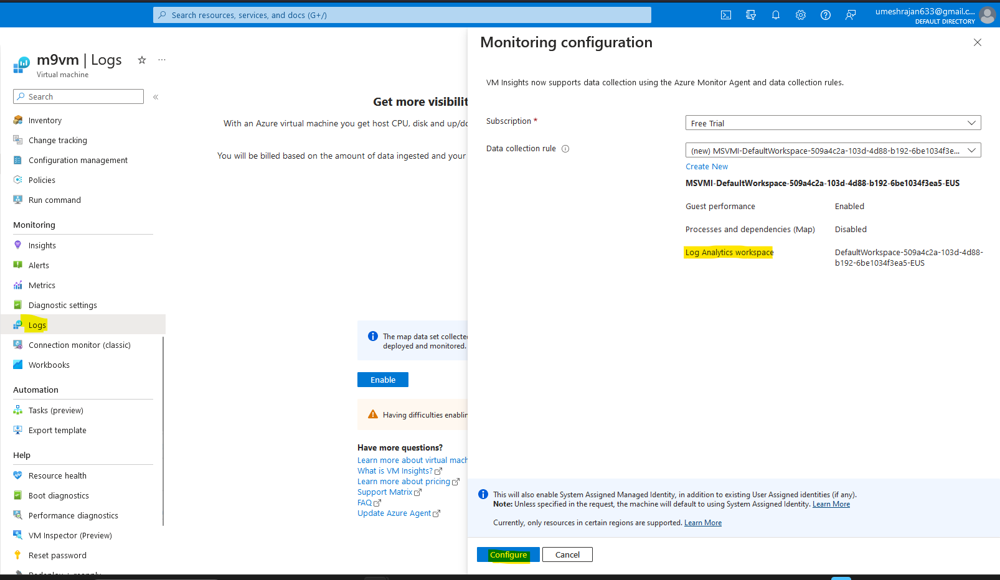 Search resources, services, and docs (G+/)
umeshrajan633@gmail.c...
DEFAULT DIRECTORY
m9vm | Logs
Virtual machine
Search
Inventory
Change tracking
Configuration management
Policies
Run command
Monitoring
Insights
Alerts
Metrics
Diagnostic settings
Logs
Connection monitor (classic)
Workbooks
Automation
Tasks (preview)
Export template
Help
Resource health
Boot diagnostics
Performance diagnostics
VM Inspector (Preview)
Reset password
Get more visibilit
With an Azure virtual machine you get host CPU, disk and up/do
You will be billed based on the amount of data ingested and your
The map data set collected
deployed and monitored.
Enable
Having difficulties enablin
Have more questions?
Learn more about virtual mach
What is VM Insights?
Learn more about pricing
Support Matrix
FAQ
Update Azure Agent
Monitoring configuration
VM Insights now supports data collection using the Azure Monitor Agent and data collection rules.
Subscription *
Free Trial
Data collection rule
(new) MSVMI-DefaultWorkspace-509a4c2a-103d-4d88-b192-6be1034f3e...
Create New
MSVMI-DefaultWorkspace-509a4c2a-103d-4d88-b192-6be1034f3ea5-EUS
Guest performance Enabled
Processes and dependencies (Map) Disabled
Log Analytics workspace DefaultWorkspace-509a4c2a-103d-4d88-
b192-6be1034f3ea5-EUS
This will also enable System Assigned Managed Identity, in addition to existing User Assigned identities (if any).
Note: Unless specified in the request, the machine will default to using System Assigned Identity. Learn More
Currently, only resources in certain regions are supported. Learn More
Configure
Cancel